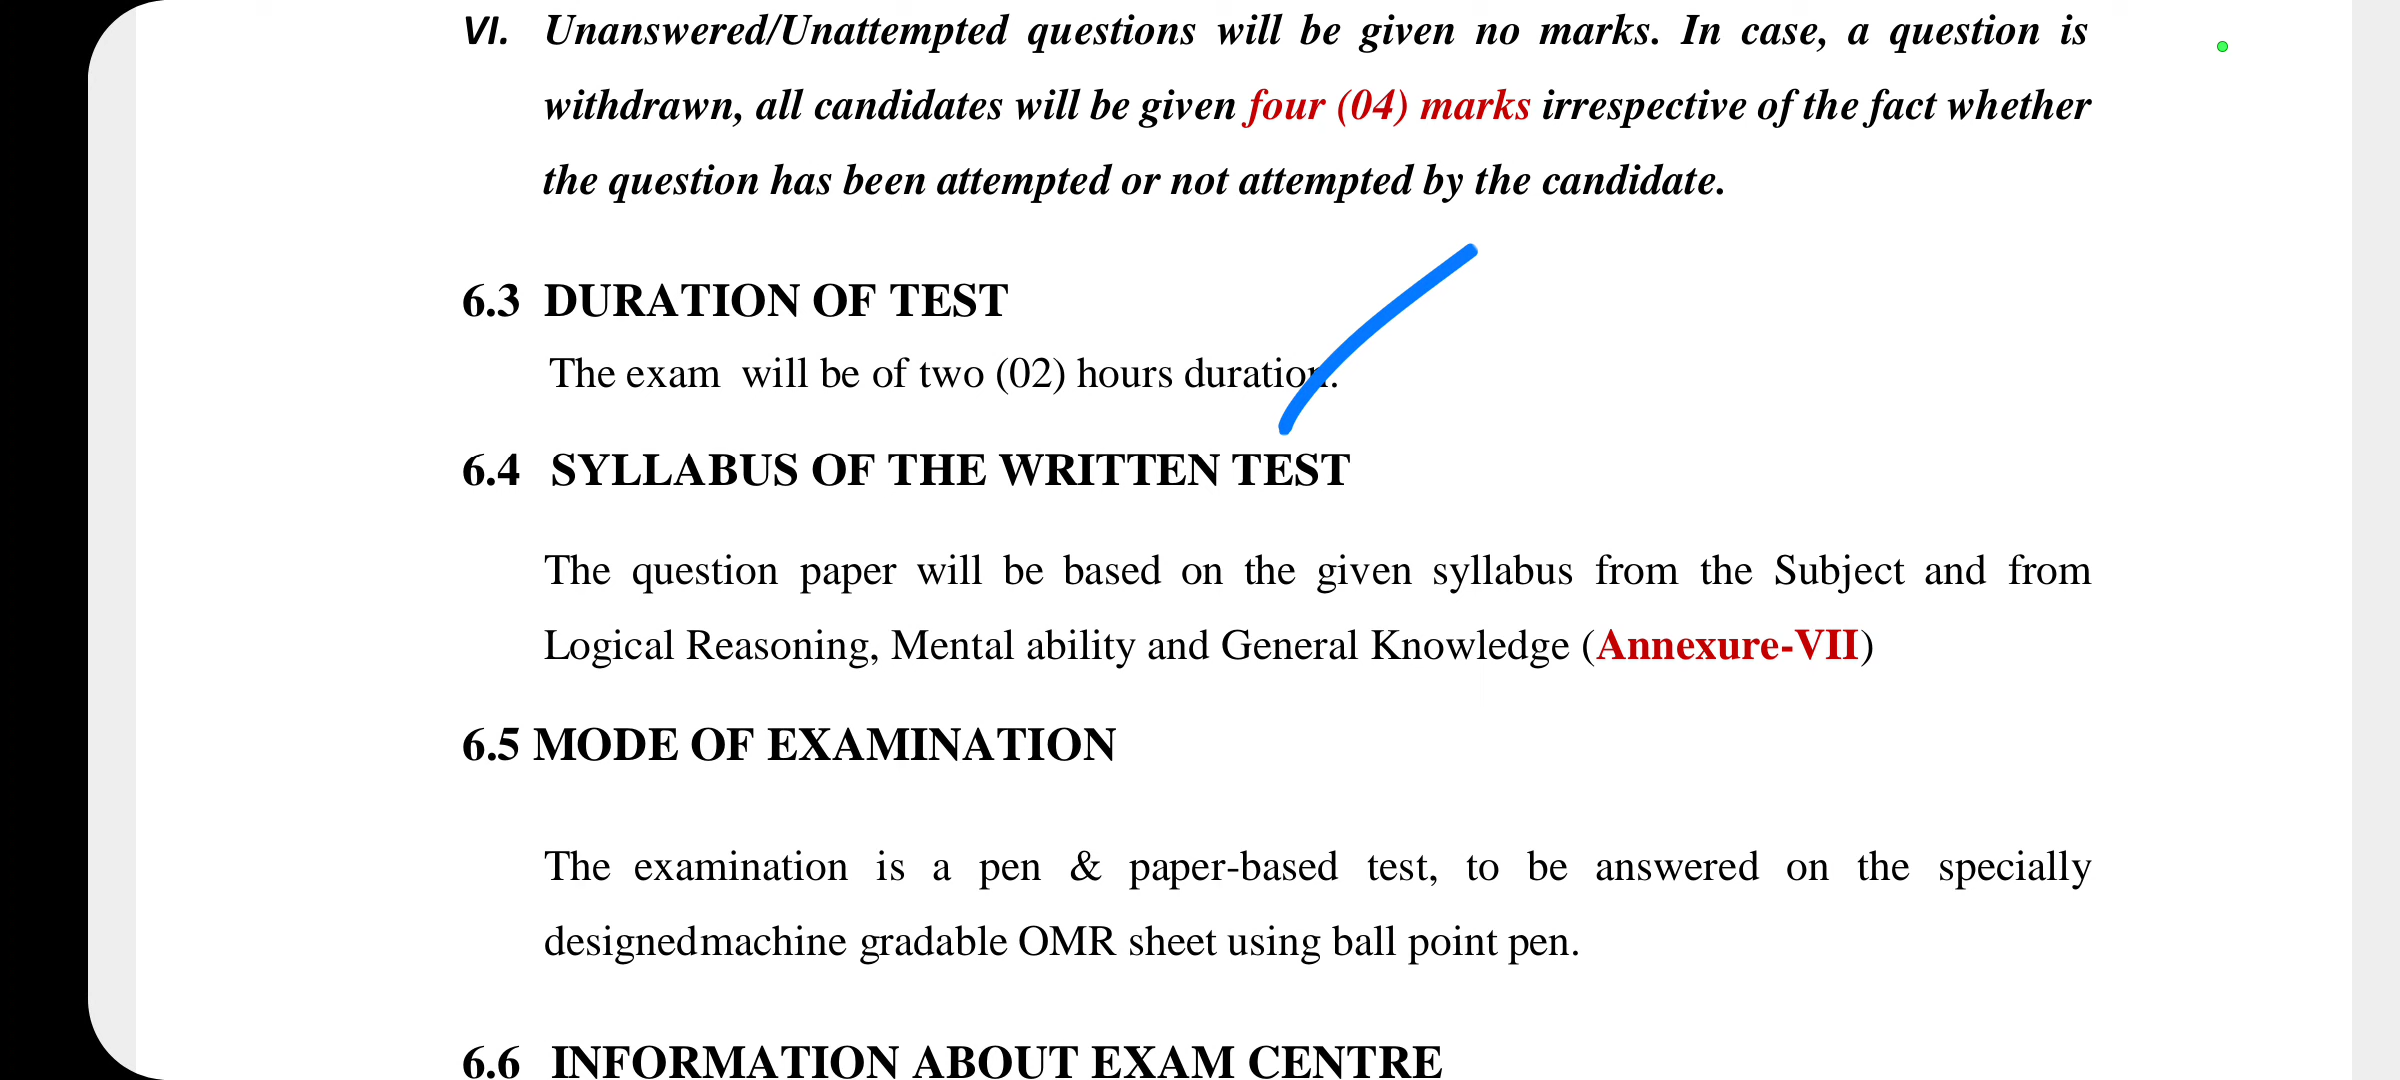 VI. Unanswered/Unattempted questions will be given no marks. In case, a question is
withdrawn, all candidates will be given four (04) marks irrespective of the fact whether
the question has been attempted or not attempted by the candidate.
6.3 DURATION OF TEST
The exam will be of two (02) hours duration.
6.4 SYLLABUS OF THE WRITTEN TEST
The question paper will be based on the given syllabus from the Subject and from
Logical Reasoning, Mental ability and General Knowledge (Annexure-VII)
6.5 MODE OF EXAMINATION
The examination is a pen & paper-based test, to be answered on the specially
designedmachine gradable OMR sheet using ball point pen.
6.6 INFORMATION ABOUT EXAM CENTRE